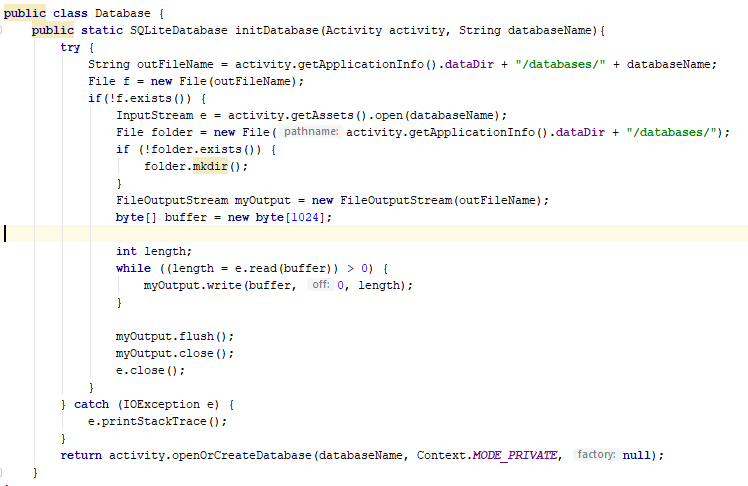 public class Database {
    public static SQLiteDatabase initDatabase(Activity activity, String databaseName){
        try {
            String outFileName = activity.getApplicationInfo().dataDir + "/databases/" + databaseName;
            File f = new File(outFileName);
            if(!f.exists()) {
                InputStream e = activity.getAssets().open(databaseName);
                File folder = new File( pathname: activity.getApplicationInfo().dataDir + "/databases/");
                if (!folder.exists()) {
                    folder.mkdir();
                }
                FileOutputStream myOutput = new FileOutputStream(outFileName);
                byte[] buffer = new byte[1024];

                int length;
                while ((length = e.read(buffer)) > 0) {
                    myOutput.write(buffer, off: 0, length);
                }

                myOutput.flush();
                myOutput.close();
                e.close();
            }
        } catch (IOException e) {
            e.printStackTrace();
        }
        return activity.openOrCreateDatabase(databaseName, Context.MODE_PRIVATE, factory: null);
    }